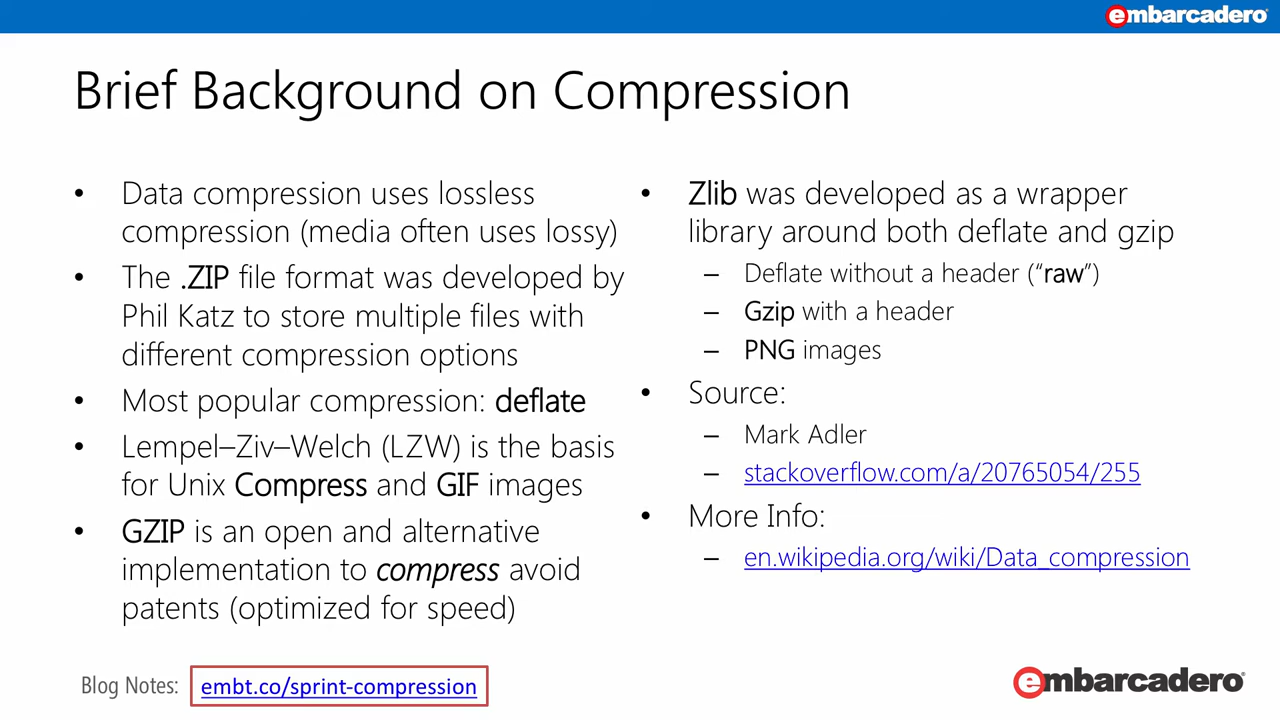 embarcadero
Brief Background on Compression
• Data compression uses lossless
compression (media often uses lossy)
• The .ZIP file format was developed by
Phil Katz to store multiple files with
different compression options
• Most popular compression: deflate
• Lempel–Ziv–Welch (LZW) is the basis
for Unix Compress and GIF images
• GZIP is an open and alternative
implementation to compress avoid
patents (optimized for speed)
• Zlib was developed as a wrapper
library around both deflate and gzip
– Deflate without a header (“raw”)
– Gzip with a header
– PNG images
• Source:
– Mark Adler
– stackoverflow.com/a/20765054/255
• More Info:
– en.wikipedia.org/wiki/Data_compression
Blog Notes: embt.co/sprint-compression
embarcadero